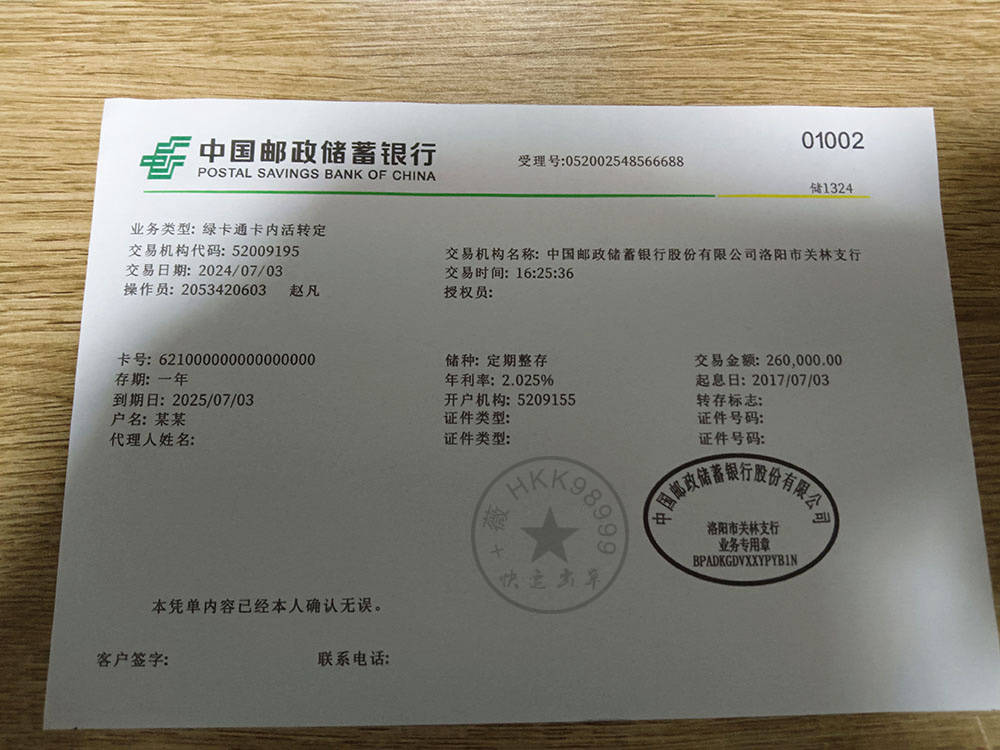 中国邮政储蓄银行
POSTAL SAVINGS BANK OF CHINA
受理号:052002548566688
01002
储1324
业务类型: 绿卡通卡内活转定
交易机构代码: 52009195 交易机构名称: 中国邮政储蓄银行股份有限公司洛阳市关林支行
交易日期: 2024/07/03 交易时间: 16:25:36
操作员: 2053420603 赵凡 授权员:
卡号: 621000000000000000 储种: 定期整存 交易金额: 260,000.00
存期: 一年 年利率: 2.025% 起息日: 2017/07/03
到期日: 2025/07/03 开户机构: 5209155 转存标志:
户名: 某某 证件类型: 证件号码:
代理人姓名: 证件类型: 证件号码:
+薇 HKK98999
快速出单
中国邮政储蓄银行股份有限公司
洛阳市关林支行
业务专用章
BPADKGDVXXYPYB1N
本凭单内容已经本人确认无误。
客户签字: 联系电话: